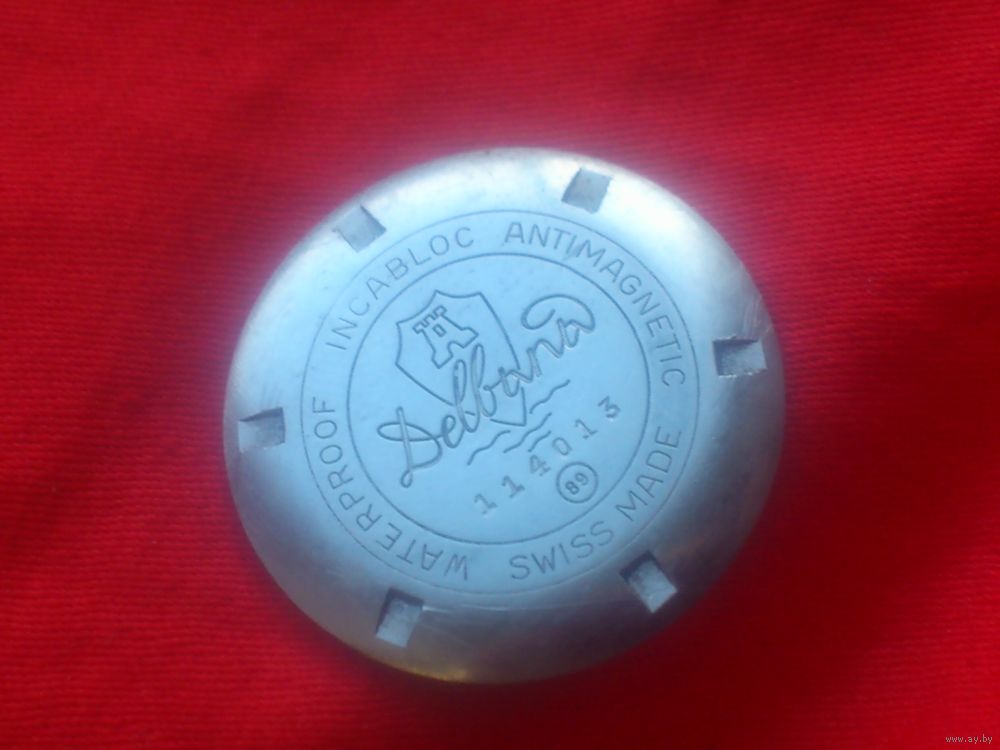 WATERPROOF INCABLOC ANTIMAGNETIC
SWISS MADE
Delbana
114013
89
www.ay.by